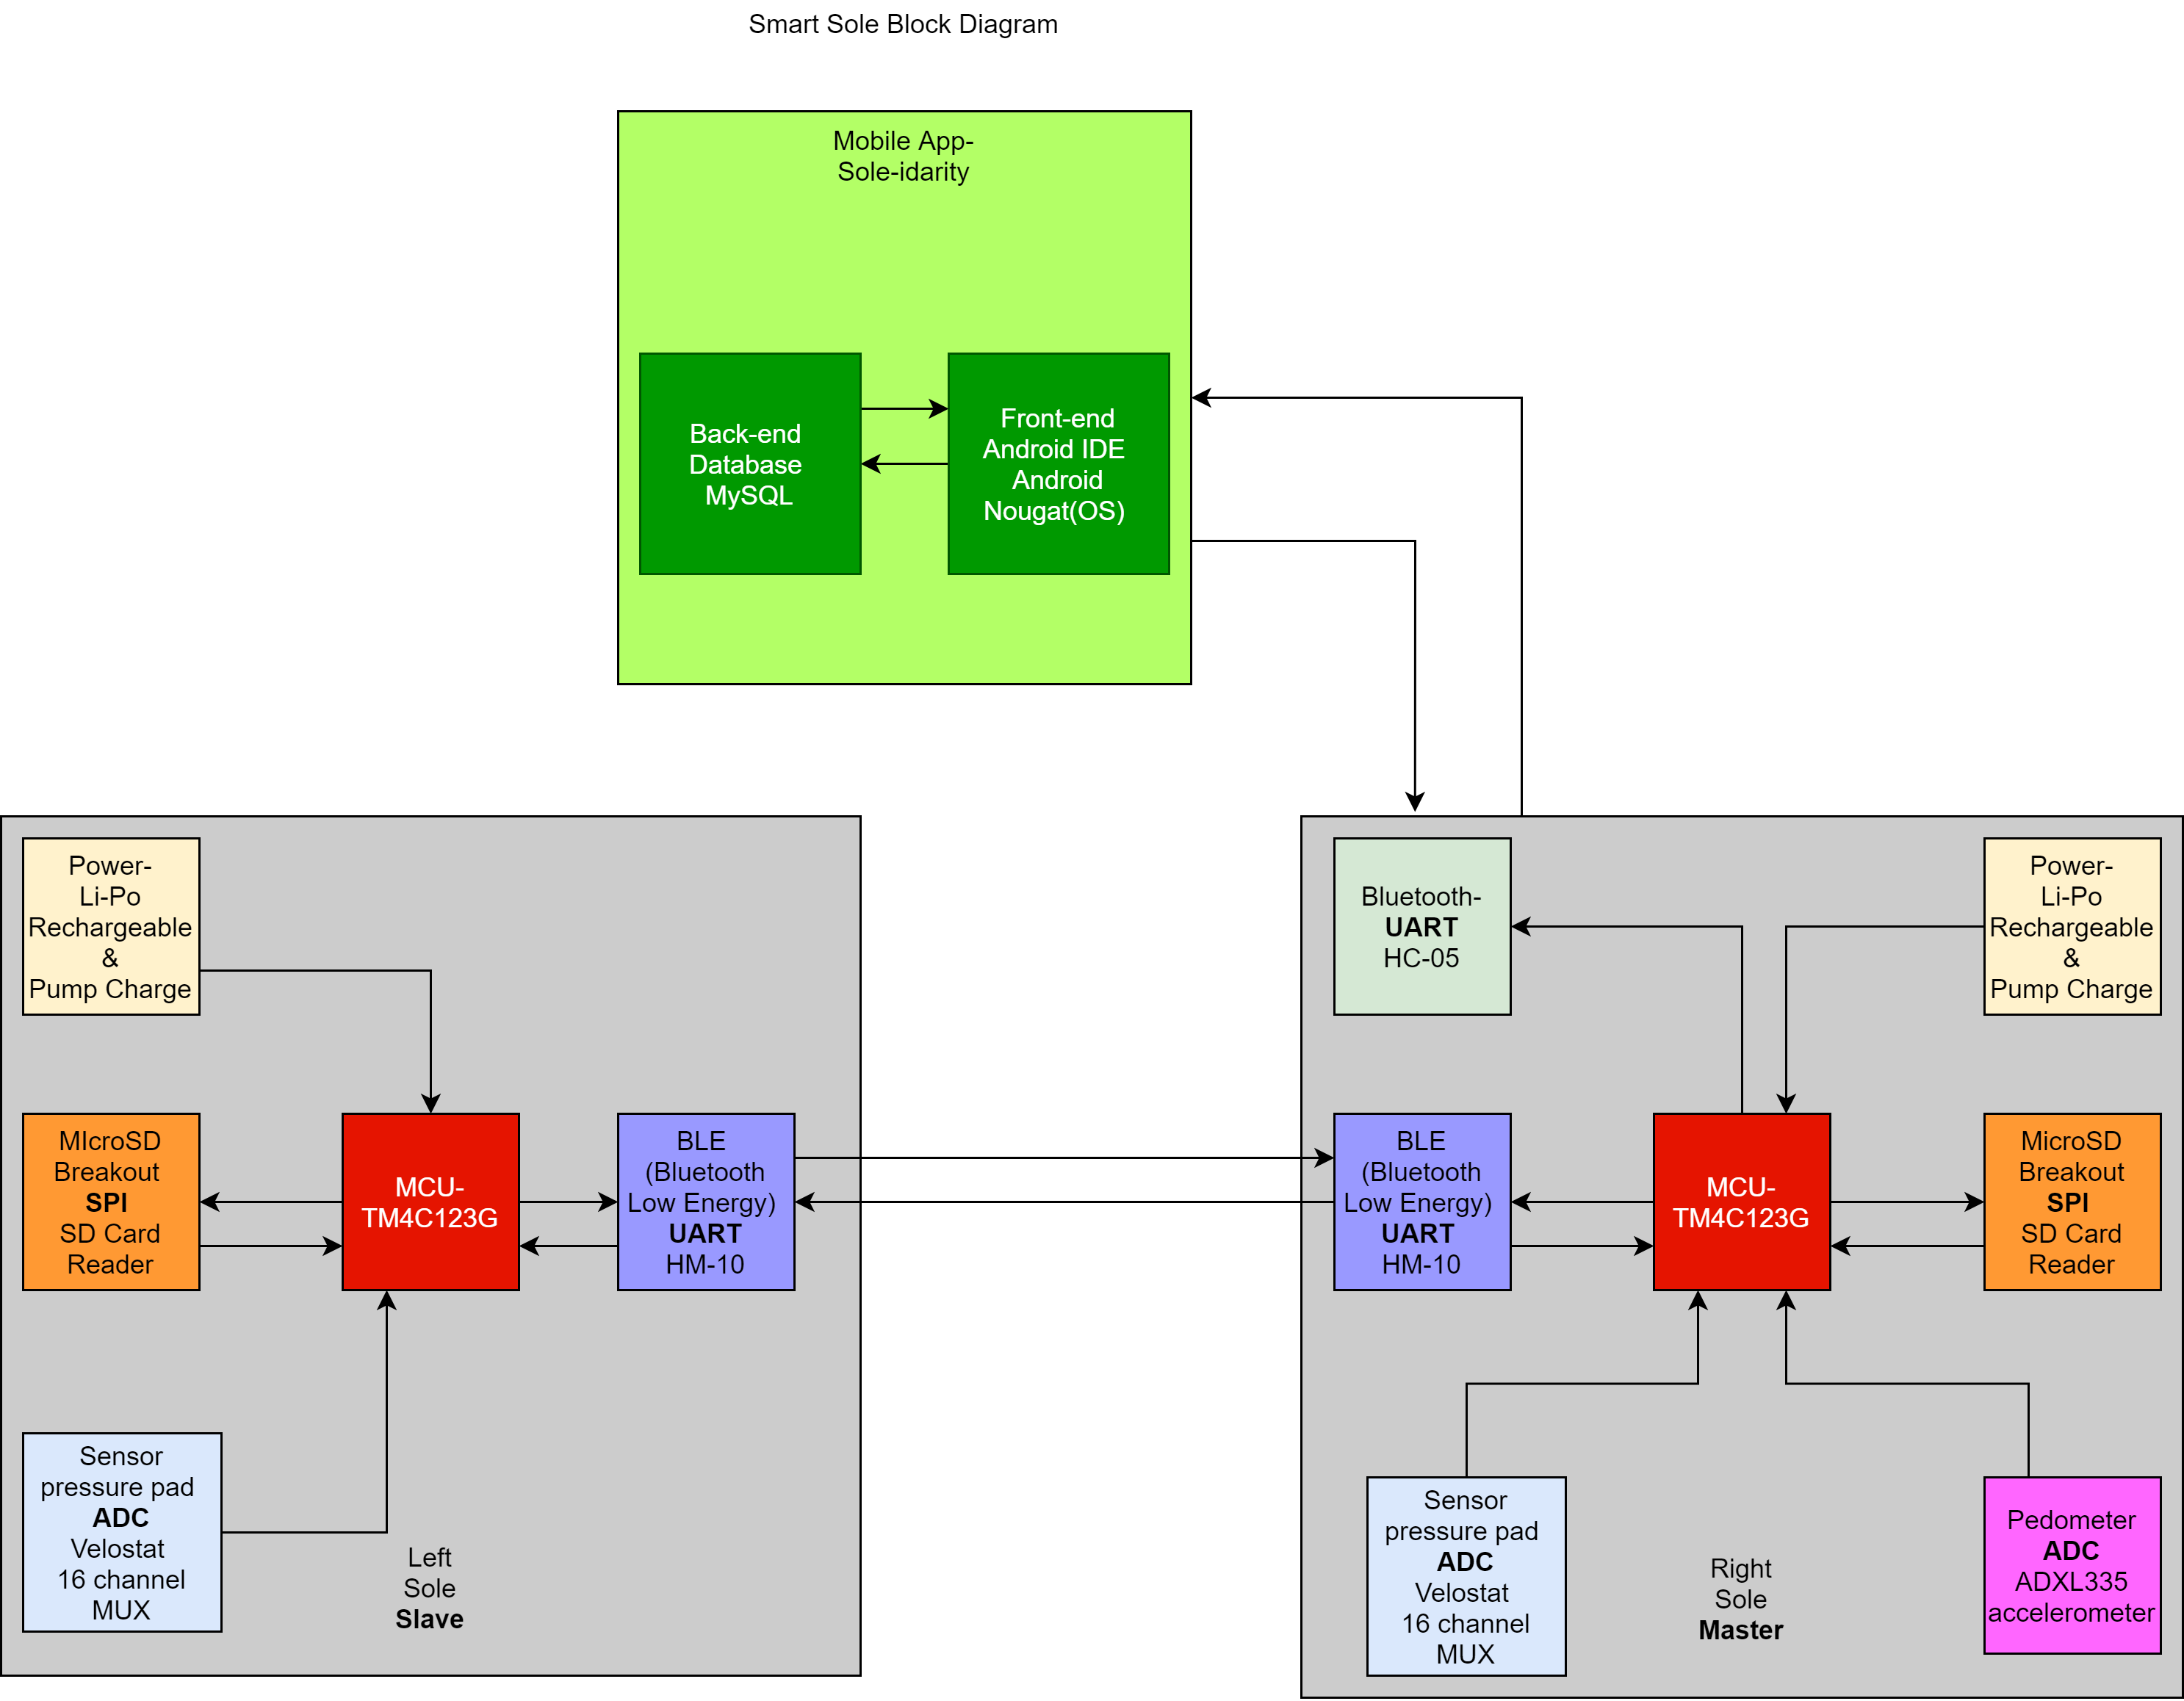 Smart Sole Block Diagram
Mobile App-
Sole-idarity
Back-end
Database
MySQL
Front-end
Android IDE
Android
Nougat(OS)
Power-
Li-Po
Rechargeable
&
Pump Charge
MIcroSD
Breakout
SPI
SD Card
Reader
MCU-
TM4C123G
BLE
(Bluetooth
Low Energy)
UART
HM-10
Sensor
pressure pad
ADC
Velostat
16 channel
MUX
Left
Sole
Slave
Bluetooth-
UART
HC-05
Power-
Li-Po
Rechargeable
&
Pump Charge
BLE
(Bluetooth
Low Energy)
UART
HM-10
MCU-
TM4C123G
MicroSD
Breakout
SPI
SD Card
Reader
Sensor
pressure pad
ADC
Velostat
16 channel
MUX
Right
Sole
Master
Pedometer
ADC
ADXL335
accelerometer